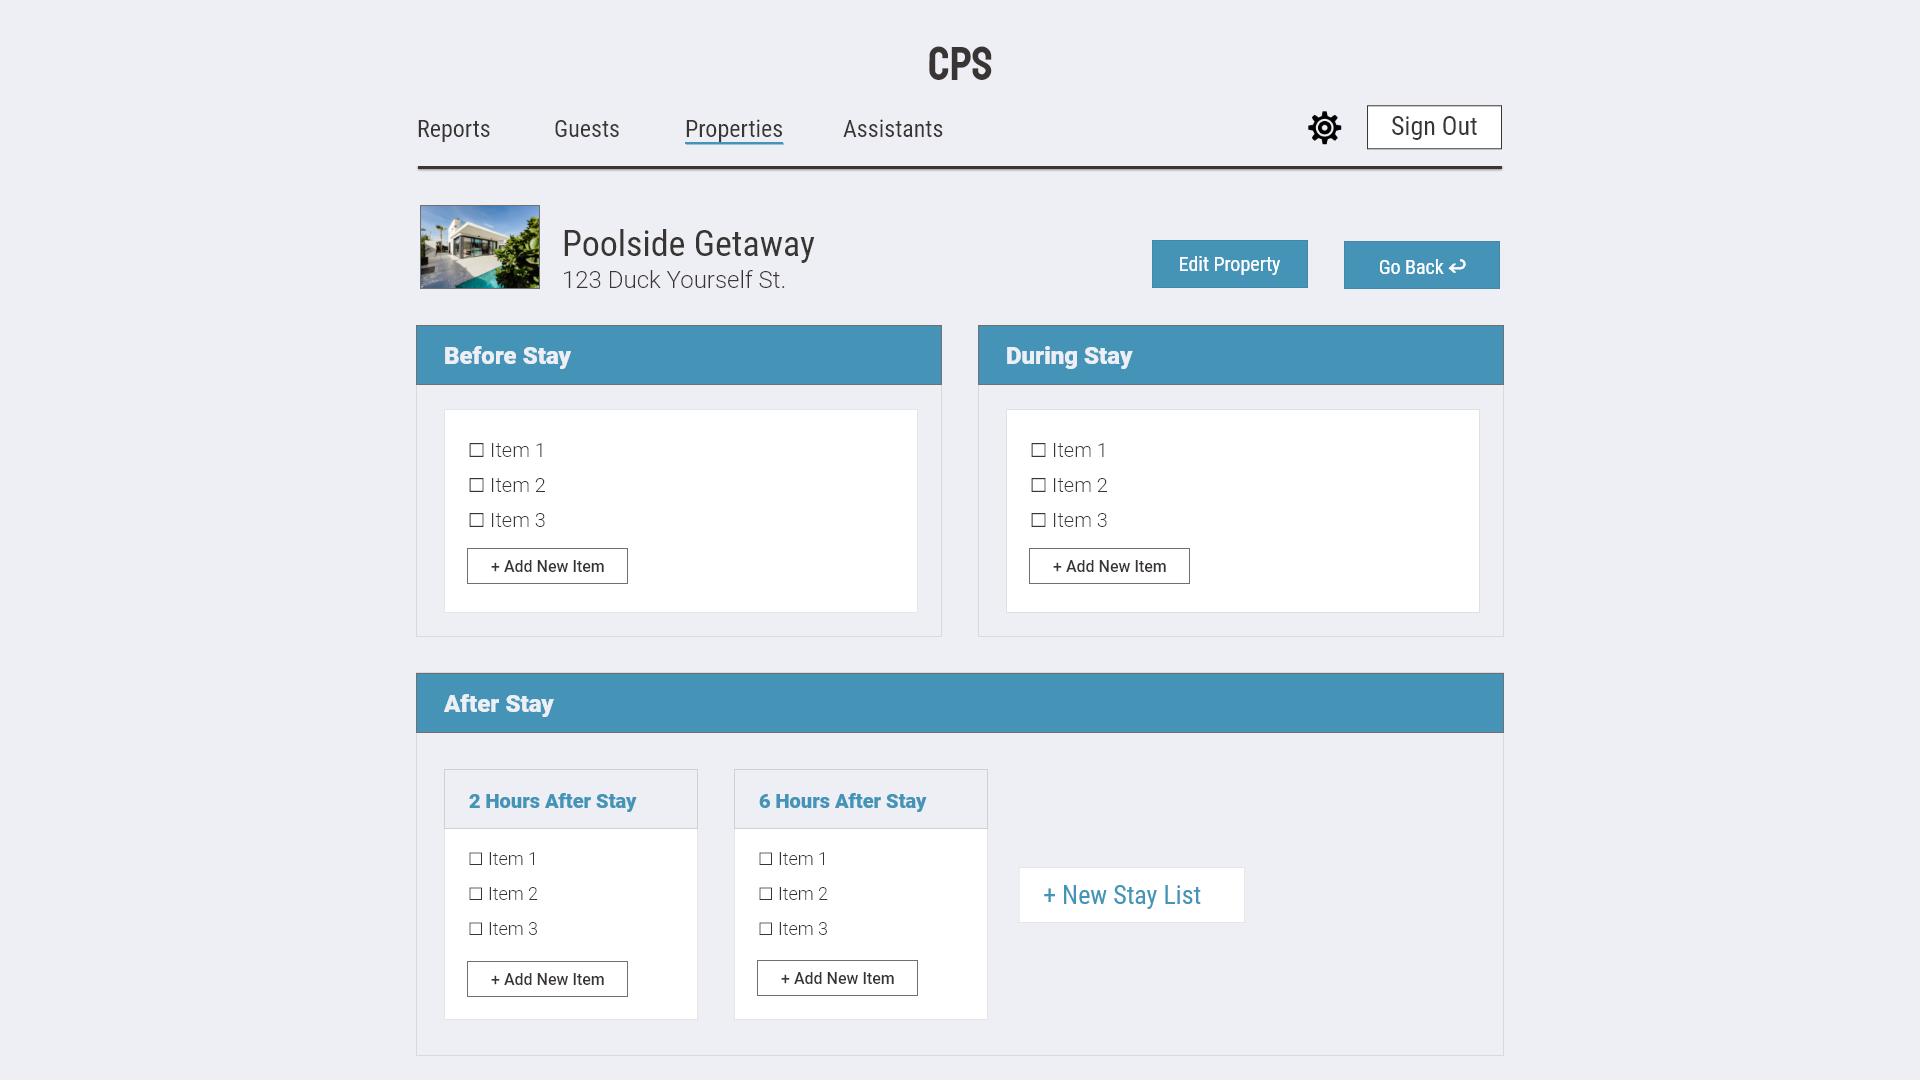 CPS
Reports
Guests
Properties
Assistants
Sign Out
Poolside Getaway
123 Duck Yourself St.
Edit Property
Go Back
Before Stay
☐ Item 1
☐ Item 2
☐ Item 3
+ Add New Item
During Stay
☐ Item 1
☐ Item 2
☐ Item 3
+ Add New Item
After Stay
2 Hours After Stay
☐ Item 1
☐ Item 2
☐ Item 3
+ Add New Item
6 Hours After Stay
☐ Item 1
☐ Item 2
☐ Item 3
+ Add New Item
+ New Stay List